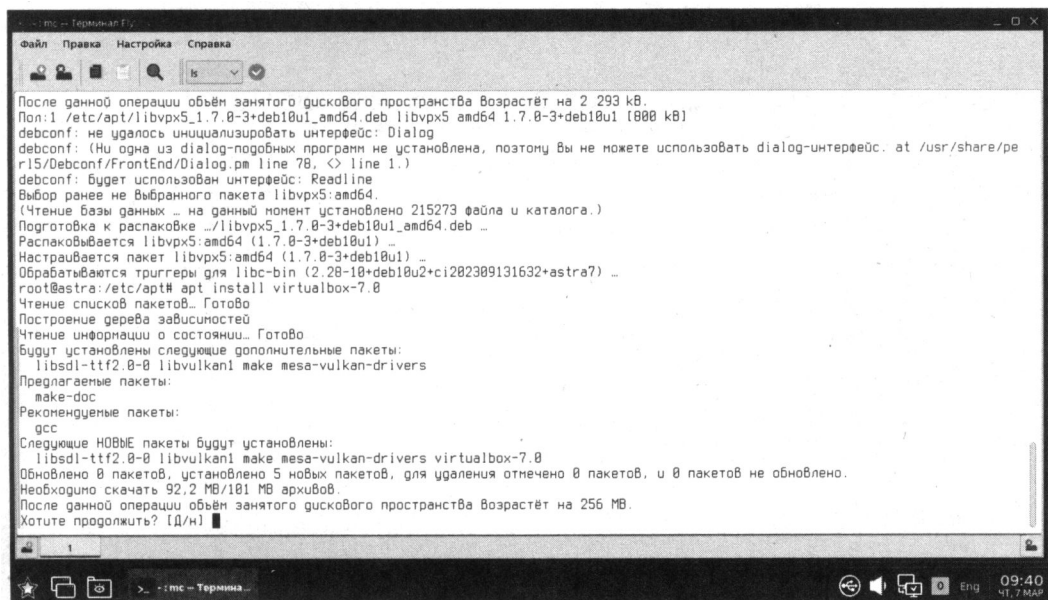 - : mc — Терминал Fly
Файл Правка Настройка Справка
ls
После данной операции объём занятого дискового пространства возрастёт на 2 293 kB.
Пол:1 /etc/apt/libvpx5_1.7.0-3+deb10u1_amd64.deb libvpx5 amd64 1.7.0-3+deb10u1 [800 kB]
debconf: не удалось инициализировать интерфейс: Dialog
debconf: (Ни одна из dialog-подобных программ не установлена, поэтому вы не можете использовать dialog-интерфейс. at /usr/share/pe
rl5/Debconf/FrontEnd/Dialog.pm line 78, <> line 1.)
debconf: будет использован интерфейс: Readline
Выбор ранее не выбранного пакета libvpx5:amd64.
(Чтение базы данных … на данный момент установлено 215273 файла и каталога.)
Подготовка к распаковке …/libvpx5_1.7.0-3+deb10u1_amd64.deb …
Распаковывается libvpx5:amd64 (1.7.0-3+deb10u1) …
Настраивается пакет libvpx5:amd64 (1.7.0-3+deb10u1) …
Обрабатываются триггеры для libc-bin (2.28-10+deb10u2+ci202309131632+astra7) …
root@astra:/etc/apt# apt install virtualbox-7.0
Чтение списков пакетов… Готово
Построение дерева зависимостей
Чтение информации о состоянии… Готово
Будут установлены следующие дополнительные пакеты:
libsdl-ttf2.0-0 libvulkan1 make mesa-vulkan-drivers
Предлагаемые пакеты:
make-doc
Рекомендуемые пакеты:
gcc
Следующие НОВЫЕ пакеты будут установлены:
libsdl-ttf2.0-0 libvulkan1 make mesa-vulkan-drivers virtualbox-7.0
Обновлено 0 пакетов, установлено 5 новых пакетов, для удаления отмечено 0 пакетов, и 0 пакетов не обновлено.
Необходимо скачать 92,2 MB/101 MB архивов.
После данной операции объём занятого дискового пространства возрастёт на 256 MB.
Хотите продолжить? [Д/н]
1
>_ - : mc — Термина...
0 Eng 09:40
ЧТ, 7 МАР